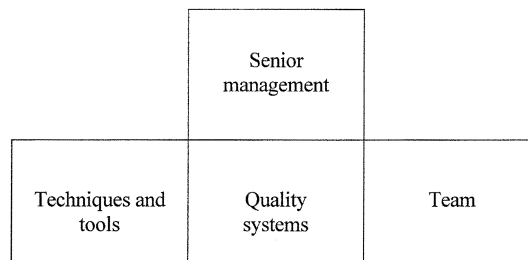 Senior
management
Techniques and
tools
Quality
systems
Team